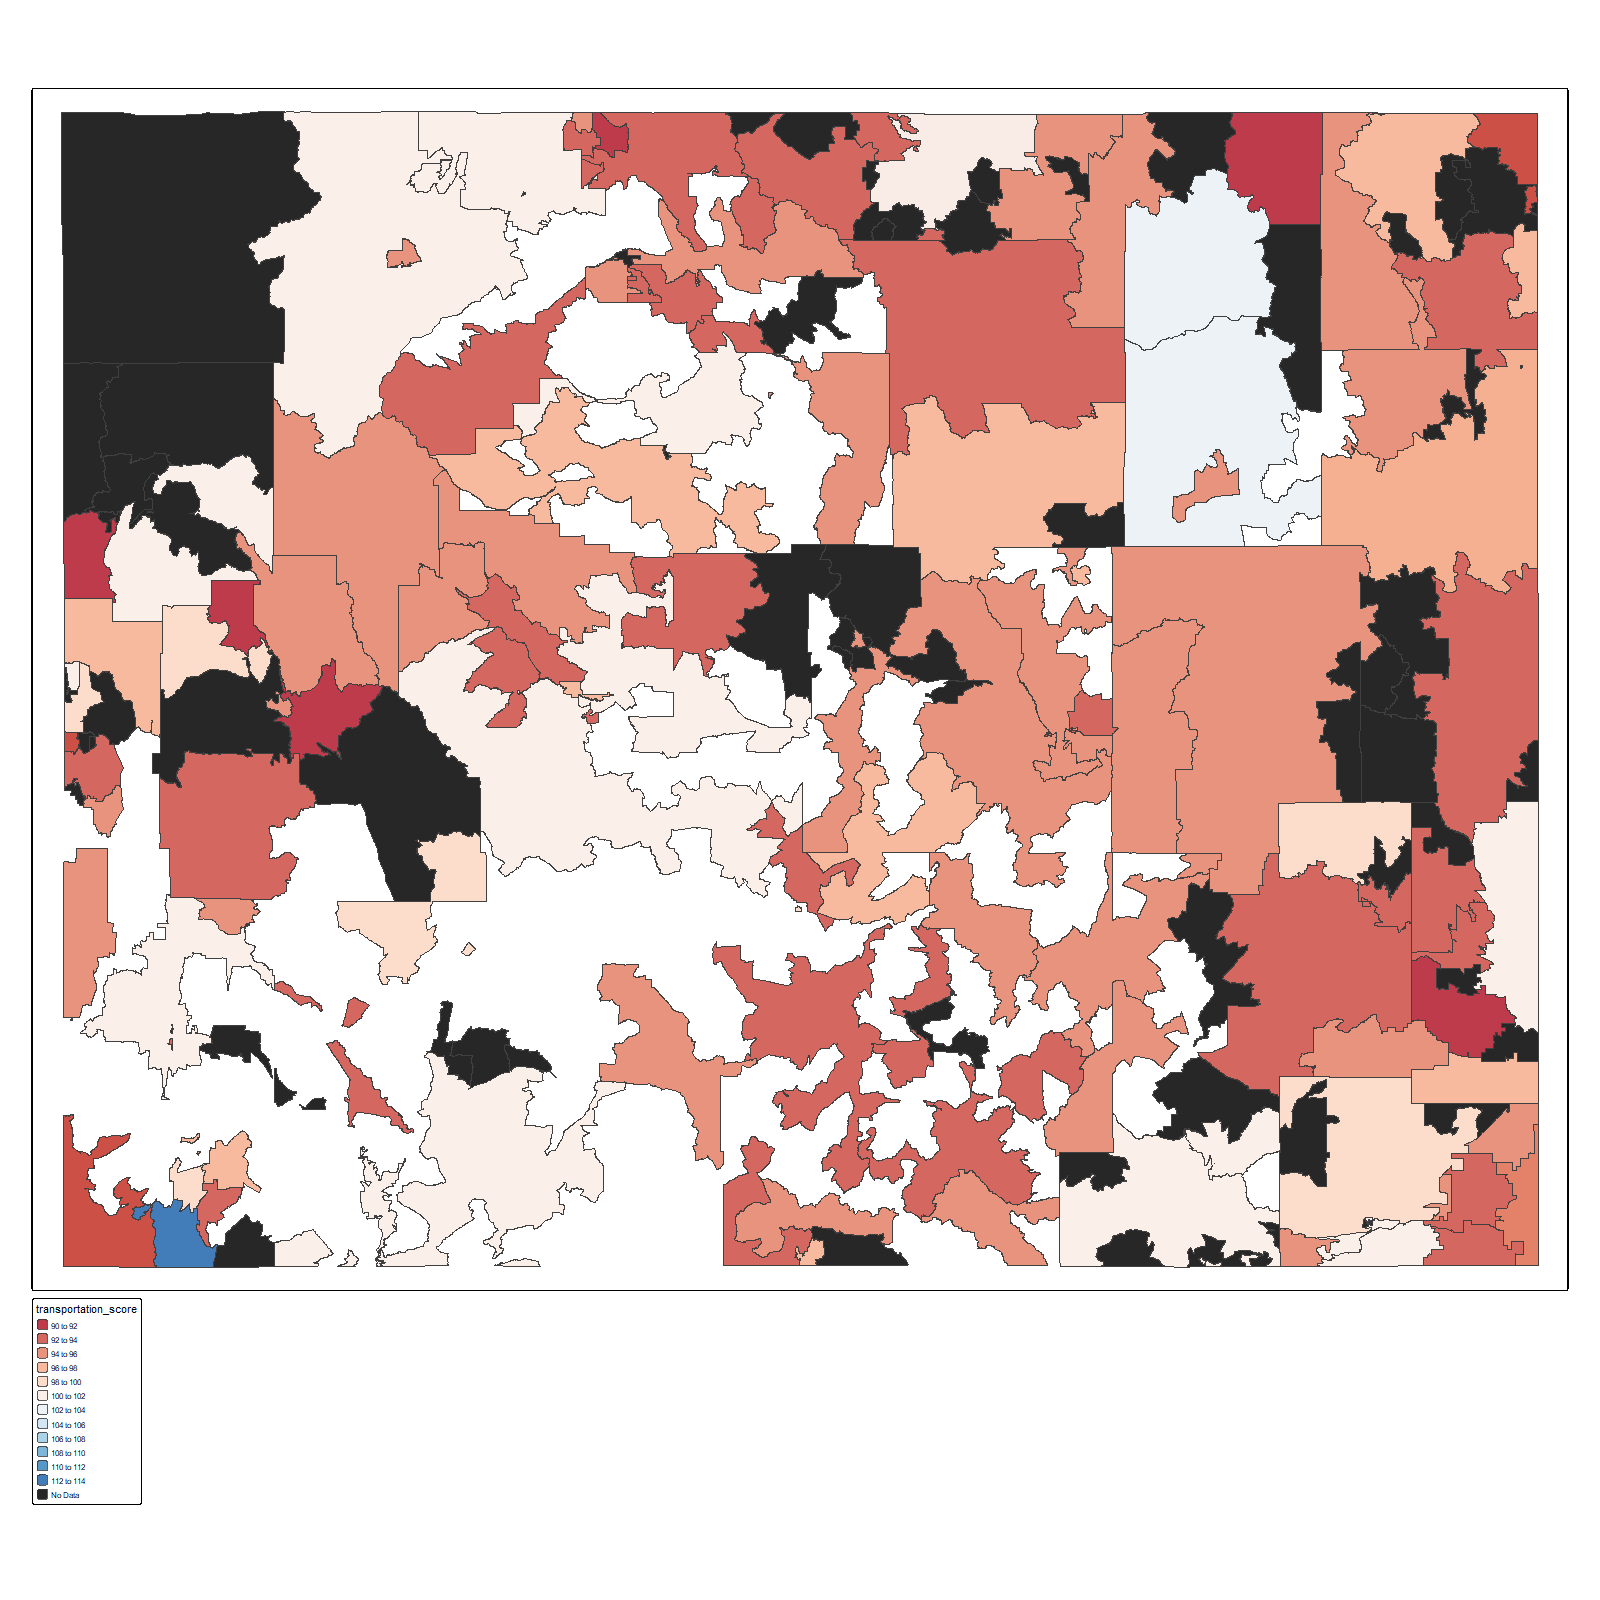 transportation_score
90 to 92
92 to 94
94 to 96
96 to 98
98 to 100
100 to 102
102 to 104
104 to 106
106 to 108
108 to 110
110 to 112
112 to 114
No Data